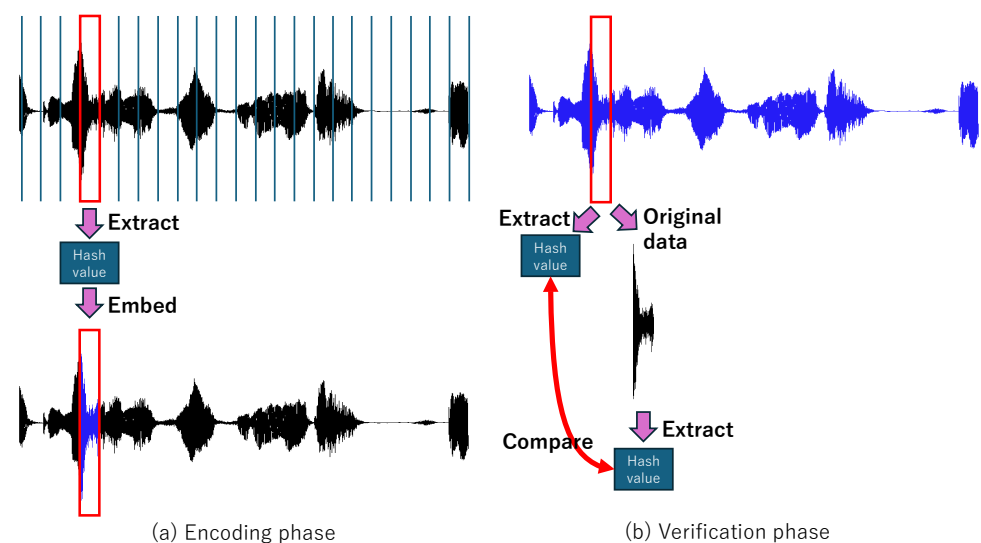 Extract
Hash
value
Embed
(a) Encoding phase
Extract
Original
data
Hash
value
Compare
Extract
Hash
value
(b) Verification phase